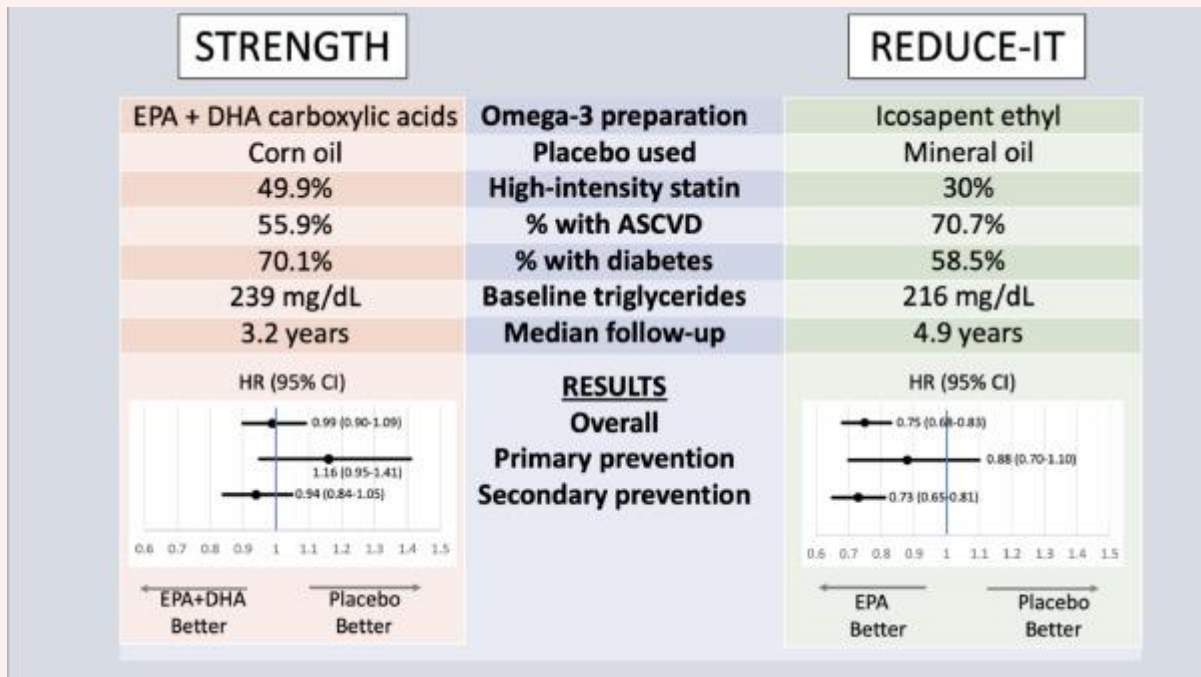 STRENGTH
REDUCE-IT
EPA + DHA carboxylic acids Omega-3 preparation Icosapent ethyl
Corn oil Placebo used Mineral oil
49.9% High-intensity statin 30%
55.9% % with ASCVD 70.7%
70.1% % with diabetes 58.5%
239 mg/dL Baseline triglycerides 216 mg/dL
3.2 years Median follow-up 4.9 years
HR (95% CI) RESULTS HR (95% CI)
0.99 (0.90-1.09) Overall 0.75 (0.68-0.83)
Primary prevention 0.88 (0.70-1.10)
1.16 (0.95-1.41)
0.94 (0.84-1.05) Secondary prevention 0.73 (0.65-0.81)
0.6 0.7 0.8 0.9 1 1.1 1.2 1.3 1.4 1.5
0.6 0.7 0.8 0.9 1 1.1 1.2 1.3 1.4 1.5
EPA+DHA Placebo EPA Placebo
Better Better Better Better